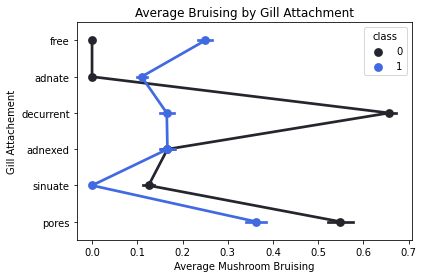 Average Bruising by Gill Attachment
class
0
1
free
adnate
decurrent
adnexed
sinuate
pores
Gill Attachement
0.0 0.1 0.2 0.3 0.4 0.5 0.6 0.7
Average Mushroom Bruising